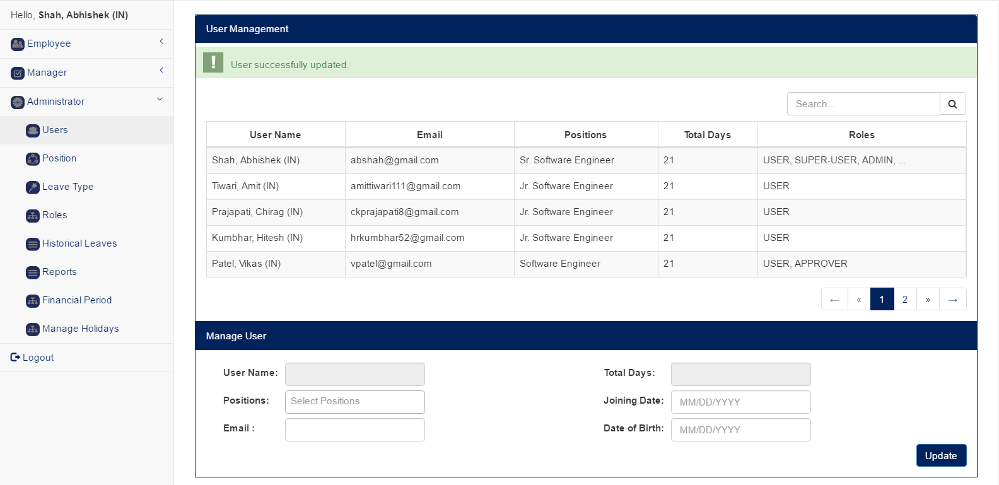 Hello, Shah, Abhishek (IN)
Employee
Manager
Administrator
Users
Position
Leave Type
Roles
Historical Leaves
Reports
Financial Period
Manage Holidays
Logout
User Management
! User successfully updated.
Search...
User Name Email Positions Total Days Roles
Shah, Abhishek (IN) abshah@gmail.com Sr. Software Engineer 21 USER, SUPER-USER, ADMIN, ...
Tiwari, Amit (IN) amittiwari111@gmail.com Jr. Software Engineer 21 USER
Prajapati, Chirag (IN) ckprajapati8@gmail.com Jr. Software Engineer 21 USER
Kumbhar, Hitesh (IN) hrkumbhar52@gmail.com Jr. Software Engineer 21 USER
Patel, Vikas (IN) vpatel@gmail.com Software Engineer 21 USER, APPROVER
← « 1 2 » →
Manage User
User Name: Total Days:
Positions: Select Positions Joining Date: MM/DD/YYYY
Email : Date of Birth: MM/DD/YYYY
Update